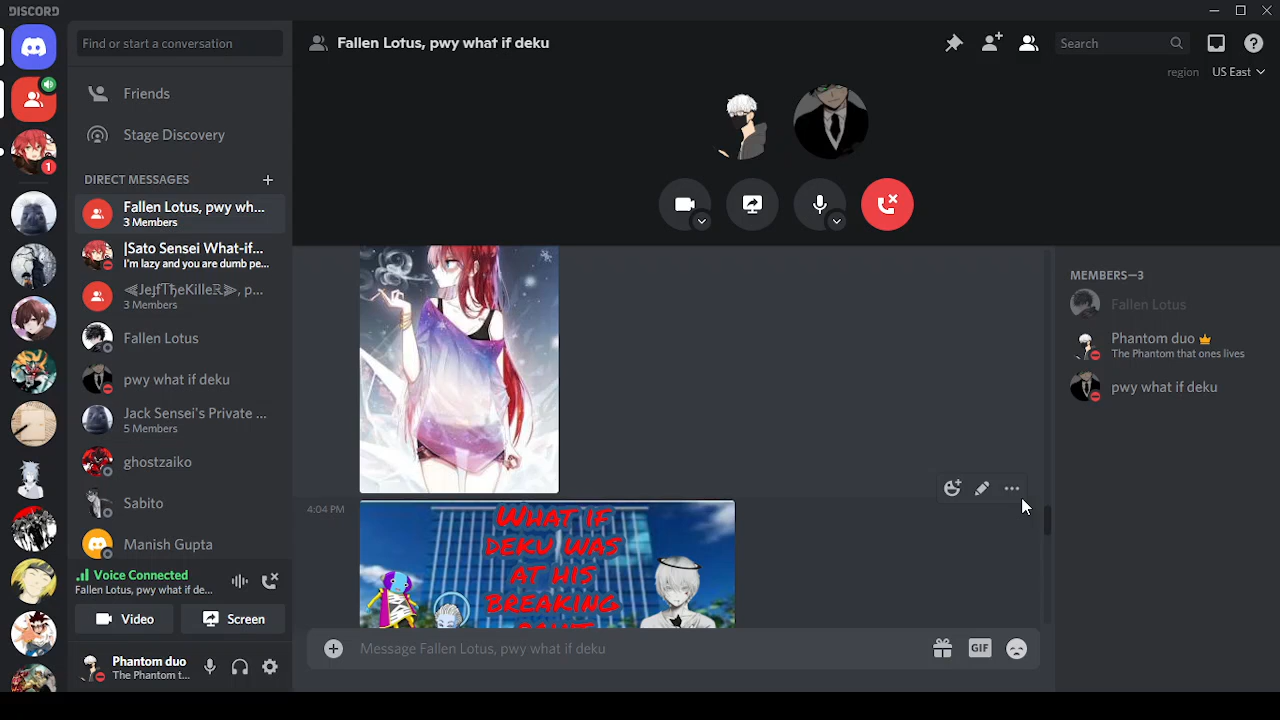 DISCORD
Find or start a conversation
Fallen Lotus, pwy what if deku
Search
region
US East
1
Friends
Stage Discovery
DIRECT MESSAGES
Fallen Lotus, pwy wh...
3 Members
|Sato Sensei What-if...
I'm lazy and you are dumb pe...
3 Members
Fallen Lotus
pwy what if deku
Jack Sensei's Private ...
5 Members
ghostzaiko
Sabito
Manish Gupta
Voice Connected
Fallen Lotus, pwy what if de...
Video
Screen
Phantom duo
The Phantom t...
4:04 PM
WHAT IF
DEKU WAS
AT HIS
BREAKING
Message Fallen Lotus, pwy what if deku
GIF
MEMBERS—3
Fallen Lotus
Phantom duo
The Phantom that ones lives
pwy what if deku